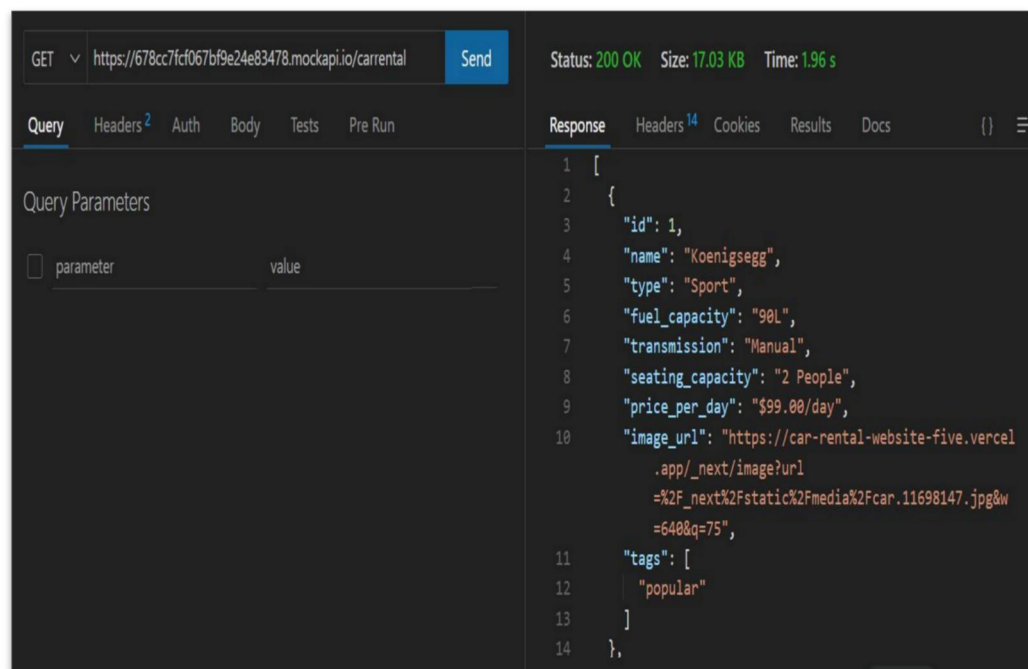 GET https://678cc7fcf067bf9e24e83478.mockapi.io/carrental Send
Query Headers 2 Auth Body Tests Pre Run
Query Parameters
parameter value
Status: 200 OK Size: 17.03 KB Time: 1.96 s
Response Headers 14 Cookies Results Docs {}
1 [
2 {
3 "id": 1,
4 "name": "Koenigsegg",
5 "type": "Sport",
6 "fuel_capacity": "90L",
7 "transmission": "Manual",
8 "seating_capacity": "2 People",
9 "price_per_day": "$99.00/day",
10 "image_url": "https://car-rental-website-five.vercel
.app/_next/image?url
=%2F_next%2Fstatic%2Fmedia%2Fcar.11698147.jpg&w
=640&q=75",
11 "tags": [
12 "popular"
13 ]
14 },